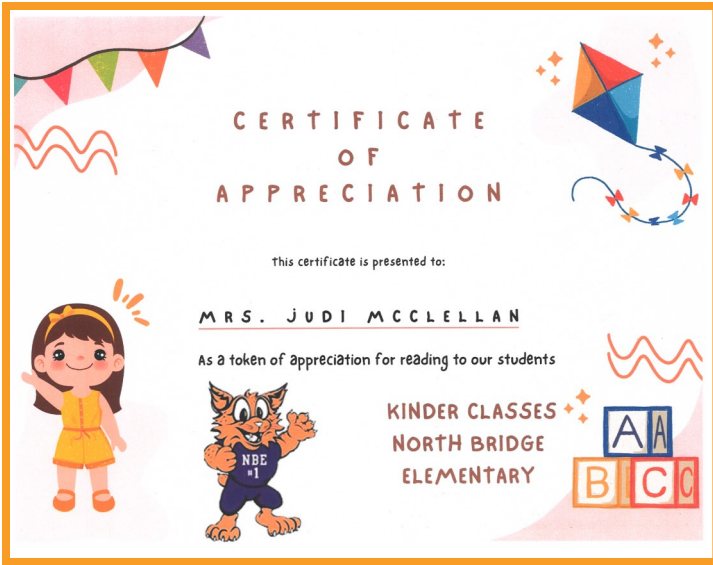 CERTIFICATE
OF
APPRECIATION
This certificate is presented to:
MRS. JUDI MCCLELLAN
As a token of appreciation for reading to our students
KINDER CLASSES
NORTH BRIDGE
ELEMENTARY
NBE
#1
A A
B C C